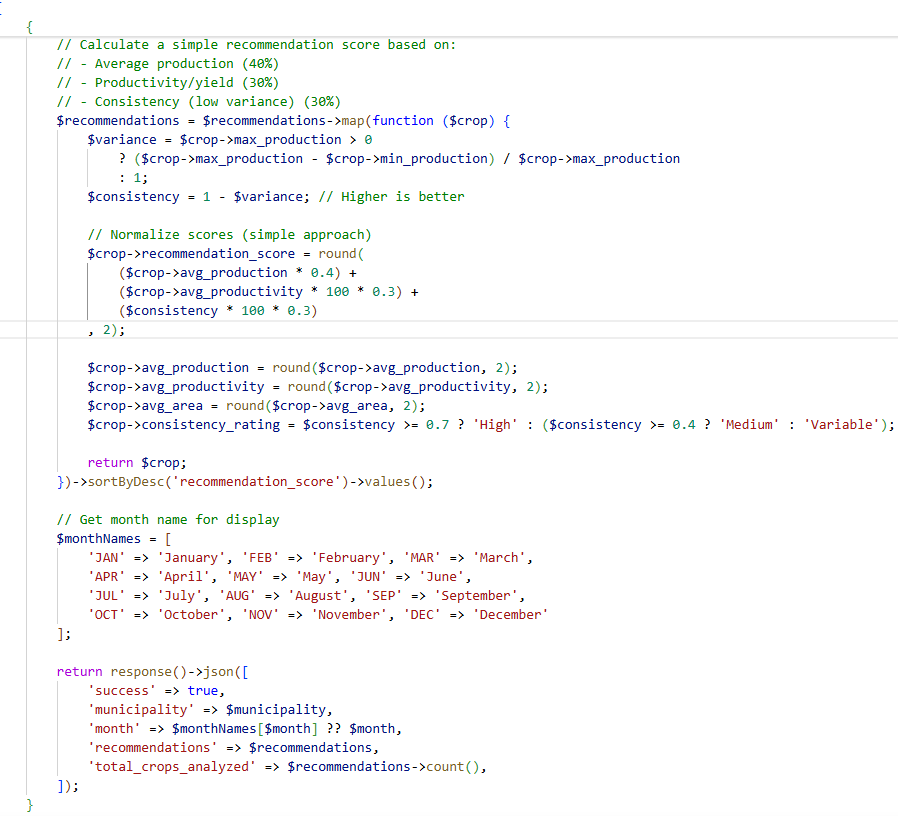 {
// Calculate a simple recommendation score based on:
// - Average production (40%)
// - Productivity/yield (30%)
// - Consistency (low variance) (30%)
$recommendations = $recommendations->map(function ($crop) {
$variance = $crop->max_production > 0
? ($crop->max_production - $crop->min_production) / $crop->max_production
: 1;
$consistency = 1 - $variance; // Higher is better
// Normalize scores (simple approach)
$crop->recommendation_score = round(
($crop->avg_production * 0.4) +
($crop->avg_productivity * 100 * 0.3) +
($consistency * 100 * 0.3)
, 2);
$crop->avg_production = round($crop->avg_production, 2);
$crop->avg_productivity = round($crop->avg_productivity, 2);
$crop->avg_area = round($crop->avg_area, 2);
$crop->consistency_rating = $consistency >= 0.7 ? 'High' : ($consistency >= 0.4 ? 'Medium' : 'Variable');
return $crop;
})->sortByDesc('recommendation_score')->values();
// Get month name for display
$monthNames = [
'JAN' => 'January', 'FEB' => 'February', 'MAR' => 'March',
'APR' => 'April', 'MAY' => 'May', 'JUN' => 'June',
'JUL' => 'July', 'AUG' => 'August', 'SEP' => 'September',
'OCT' => 'October', 'NOV' => 'November', 'DEC' => 'December'
];
return response()->json([
'success' => true,
'municipality' => $municipality,
'month' => $monthNames[$month] ?? $month,
'recommendations' => $recommendations,
'total_crops_analyzed' => $recommendations->count(),
]);
}